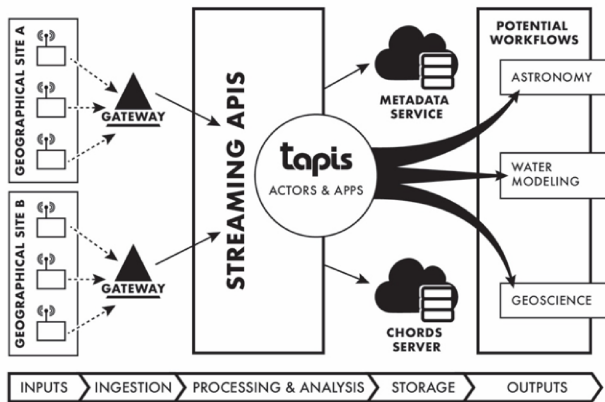 GEOGRAPHICAL SITE A
GATEWAY
GEOGRAPHICAL SITE B
GATEWAY
STREAMING APIS
tapis
ACTORS & APPS
METADATA
SERVICE
CHORDS
SERVER
POTENTIAL
WORKFLOWS
ASTRONOMY
WATER
MODELING
GEOSCIENCE
INPUTS
INGESTION
PROCESSING & ANALYSIS
STORAGE
OUTPUTS